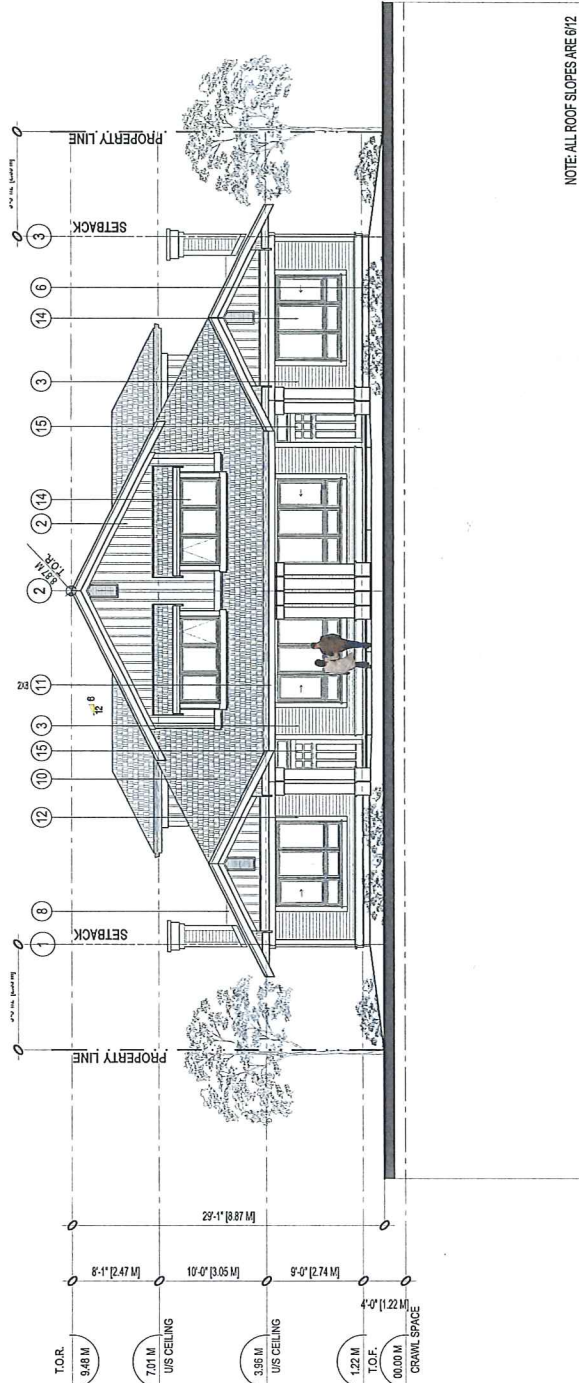 PROPERTY LINE
SETBACK
3
6
14
3
15
14
2
2
8.87 M
T.O.R.
6
12
11
3
15
10
12
8
1
SETBACK
PROPERTY LINE
29'-1" [8.87 M]
8'-1" [2.47 M]
10'-0" [3.05 M]
9'-0" [2.74 M]
4'-0" [1.22 M]
T.O.R.
9.48 M
7.01 M
U/S CEILING
3.96 M
U/S CEILING
1.22 M
T.O.F.
00.00 M
CRAWL SPACE
NOTE: ALL ROOF SLOPES ARE 6/12